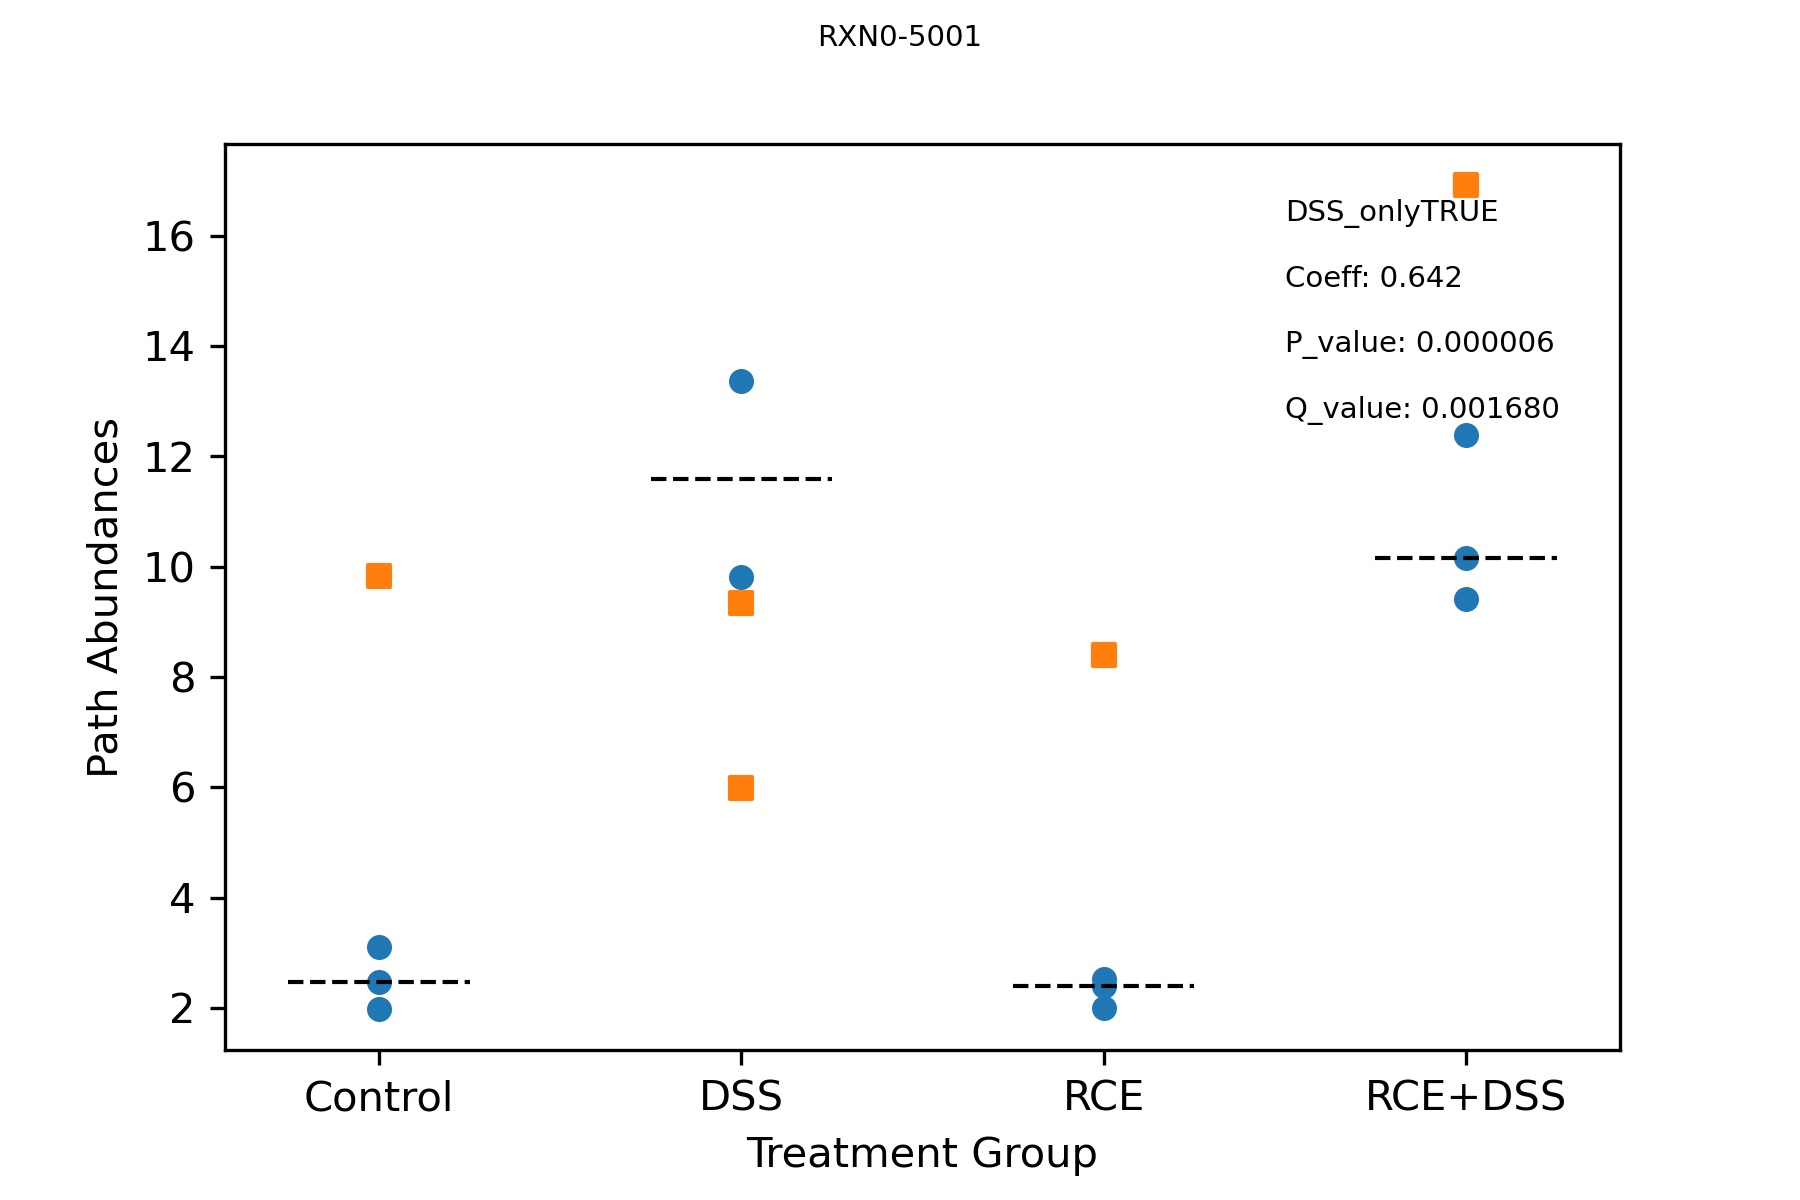 RXN0-5001
DSS_onlyTRUE
Coeff: 0.642
P_value: 0.000006
Q_value: 0.001680
16
14
12
10
8
6
4
2
Path Abundances
Control DSS RCE RCE+DSS
Treatment Group